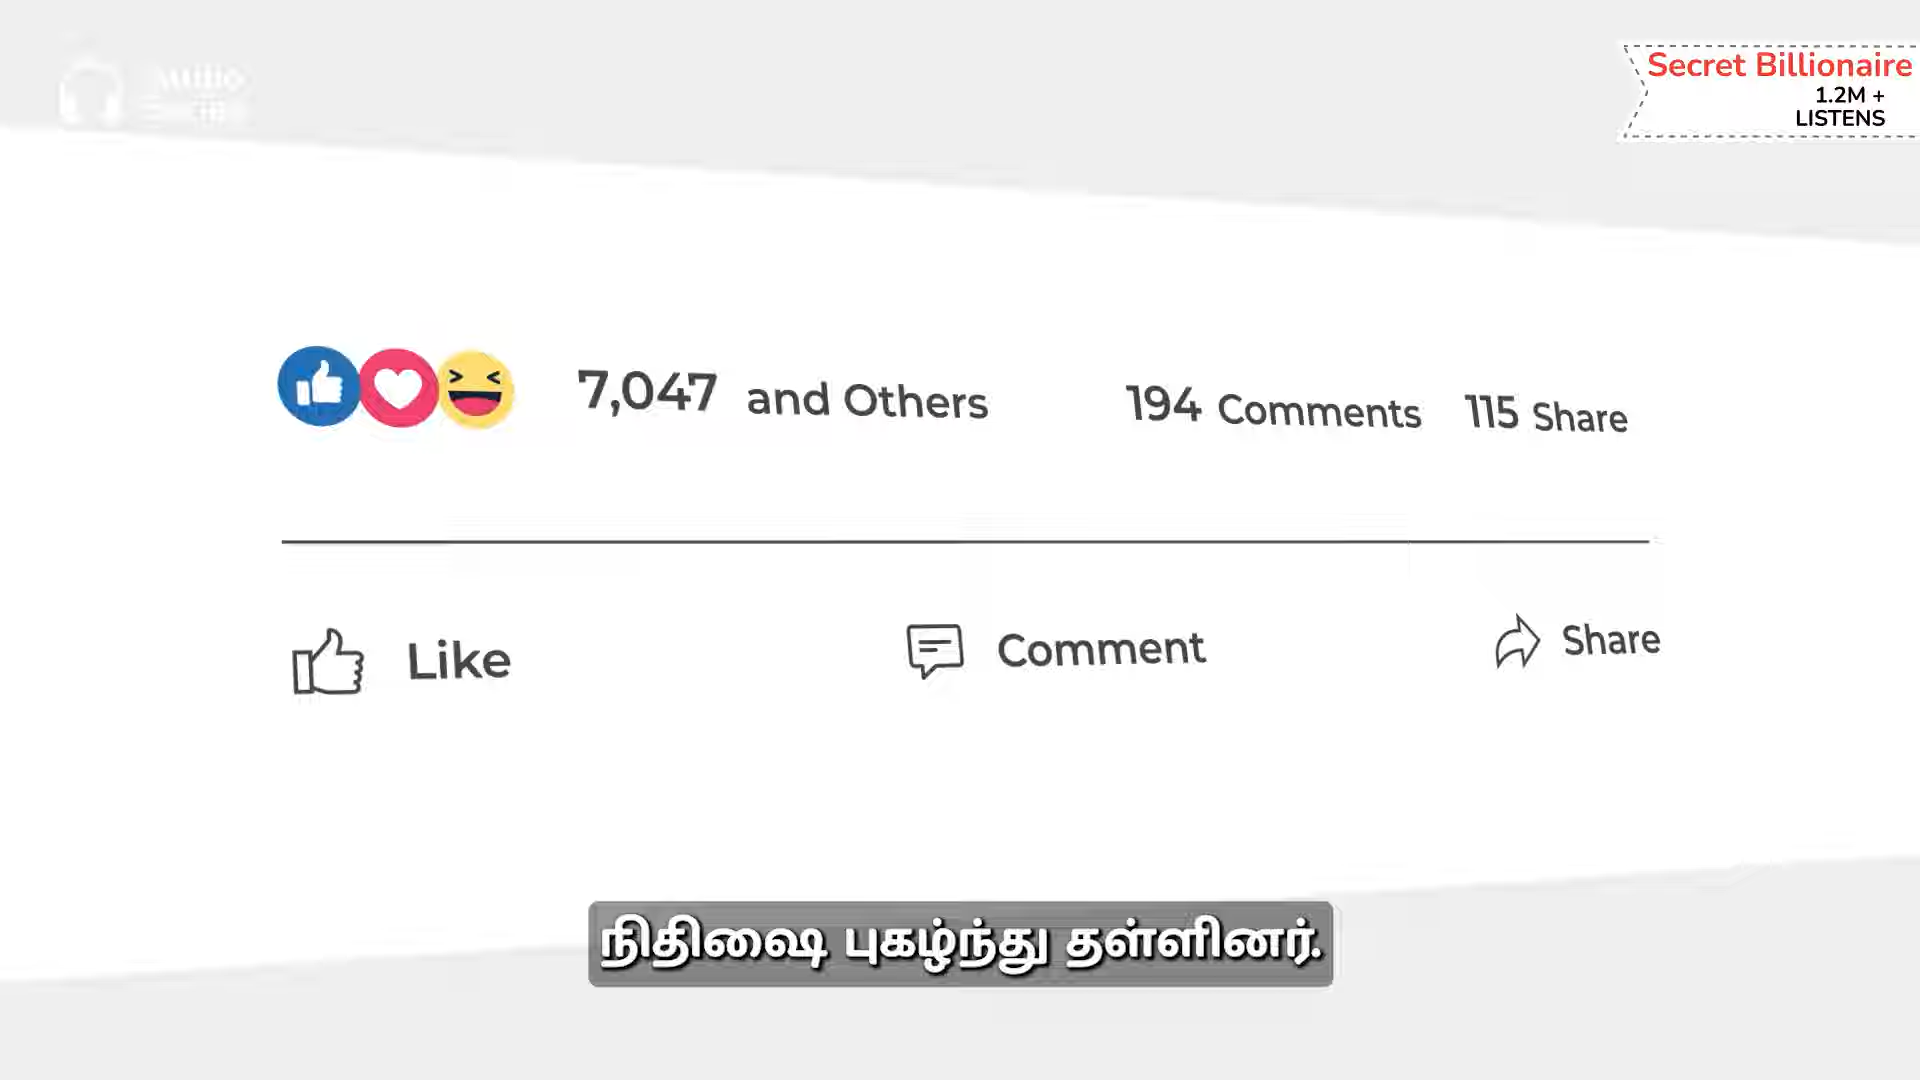 Secret Billionaire
1.2M +
LISTENS
7,047 and Others 194 Comments 115 Share
Like Comment Share
நிதிஷை புகழ்ந்து தள்ளினர்.